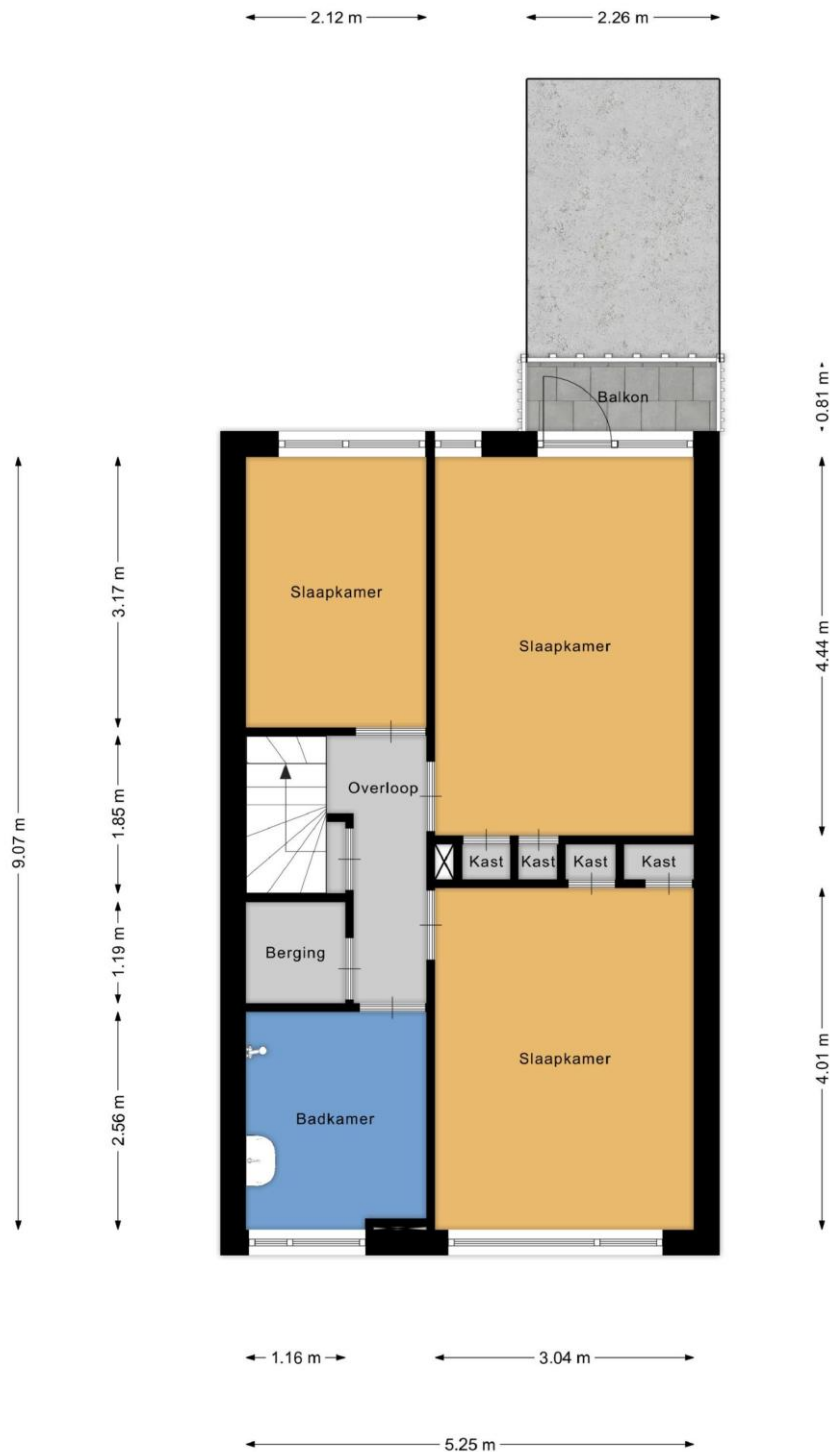 2.12 m
2.26 m
Balkon
0.81 m
Slaapkamer
Slaapkamer
3.17 m
4.44 m
Overloop
1.85 m
9.07 m
Kast
Kast
Kast
Kast
Berging
1.19 m
Slaapkamer
4.01 m
Badkamer
2.56 m
1.16 m
3.04 m
5.25 m